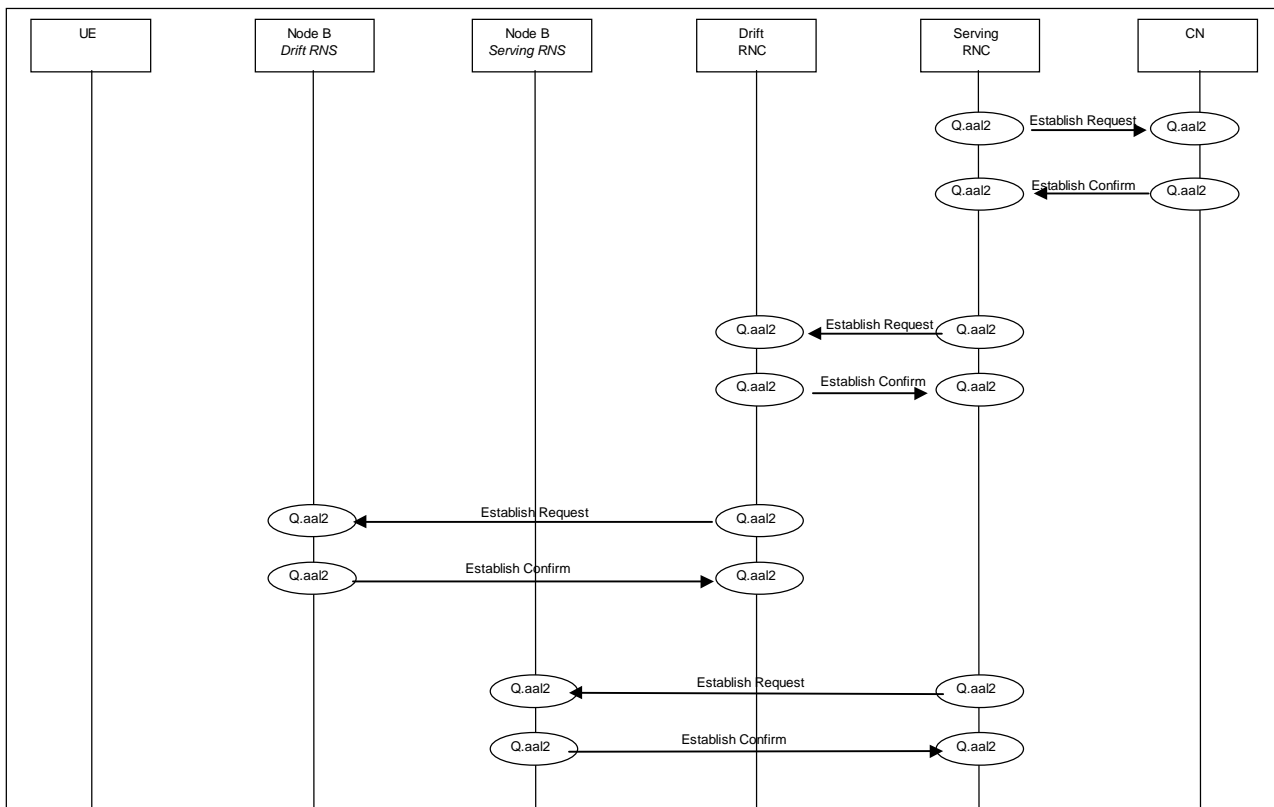 UE
Node B
Drift RNS
Node B
Serving RNS
Drift
RNC
Serving
RNC
CN
Q.aal2
Establish Request
Q.aal2
Q.aal2
Establish Confirm
Q.aal2
Q.aal2
Establish Request
Q.aal2
Q.aal2
Establish Confirm
Q.aal2
Q.aal2
Establish Request
Q.aal2
Q.aal2
Establish Confirm
Q.aal2
Q.aal2
Establish Request
Q.aal2
Q.aal2
Establish Confirm
Q.aal2